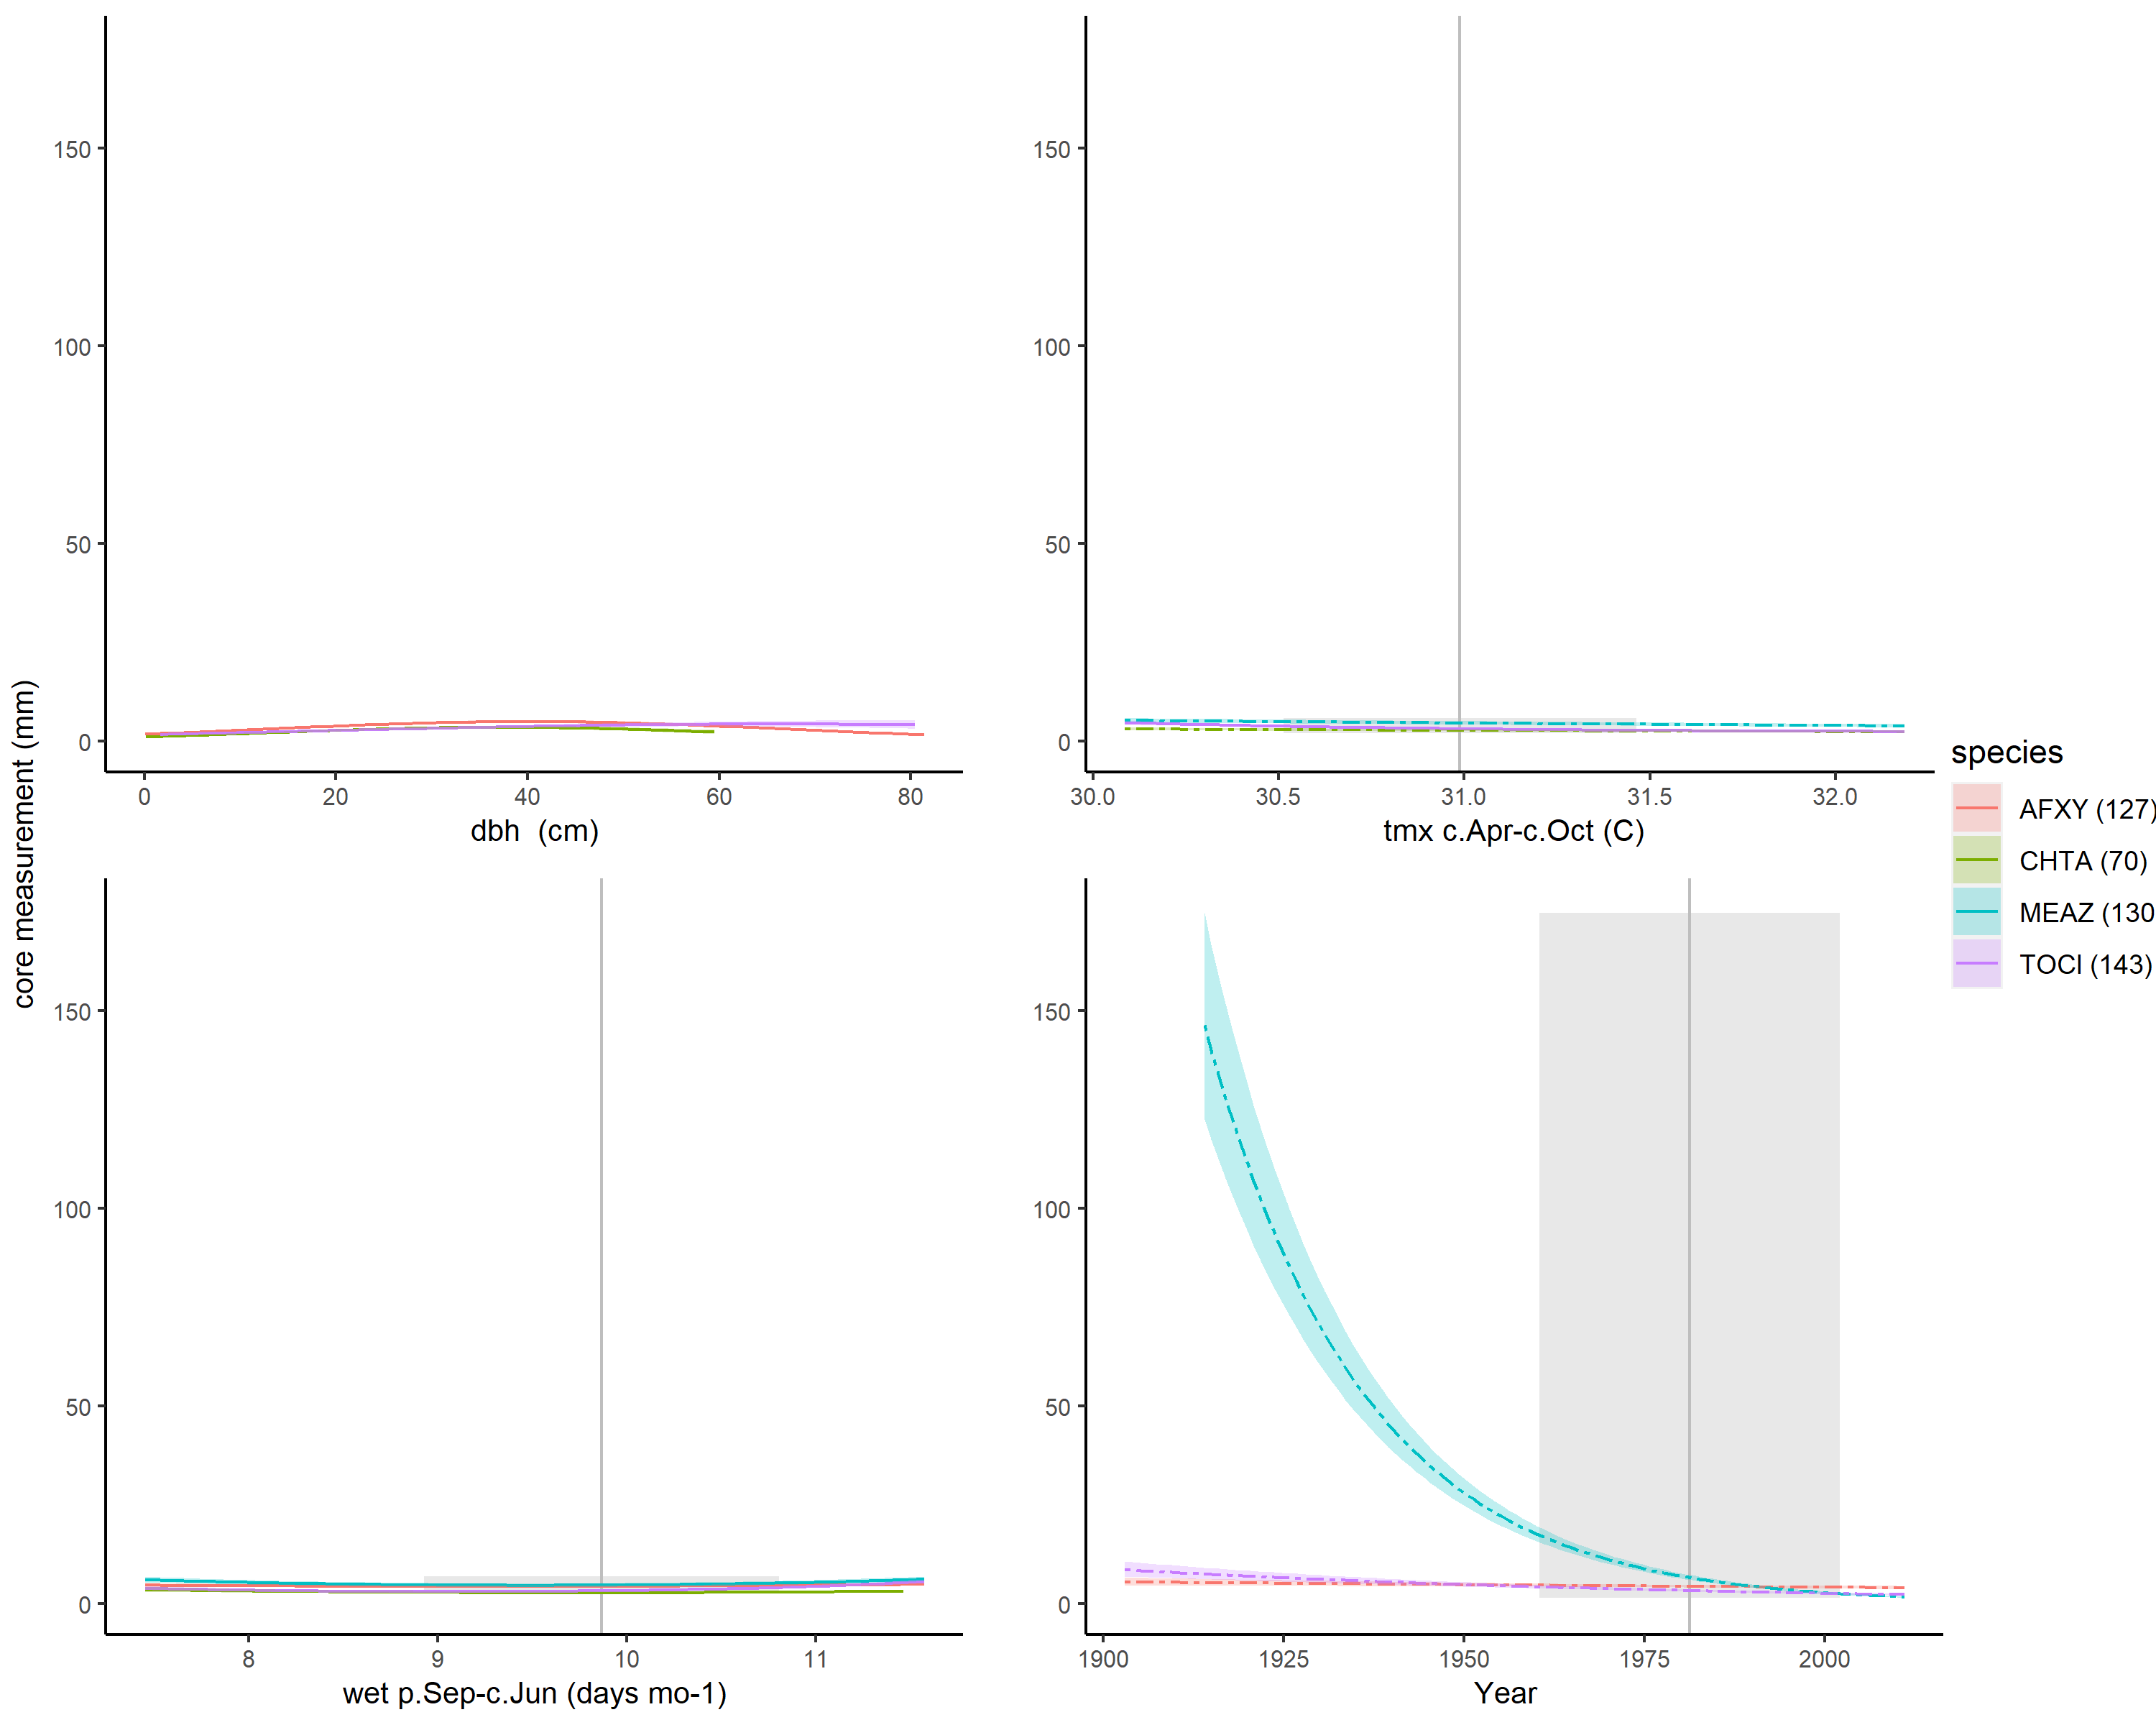 core measurement (mm)
150
100
50
0
0 20 40 60 80
dbh (cm)
150
100
50
0
30.0 30.5 31.0 31.5 32.0
tmx c.Apr-c.Oct (C)
150
100
50
0
8 9 10 11
wet p.Sep-c.Jun (days mo-1)
150
100
50
0
1900 1925 1950 1975 2000
Year
species
AFXY (127)
CHTA (70)
MEAZ (130
TOCI (143)